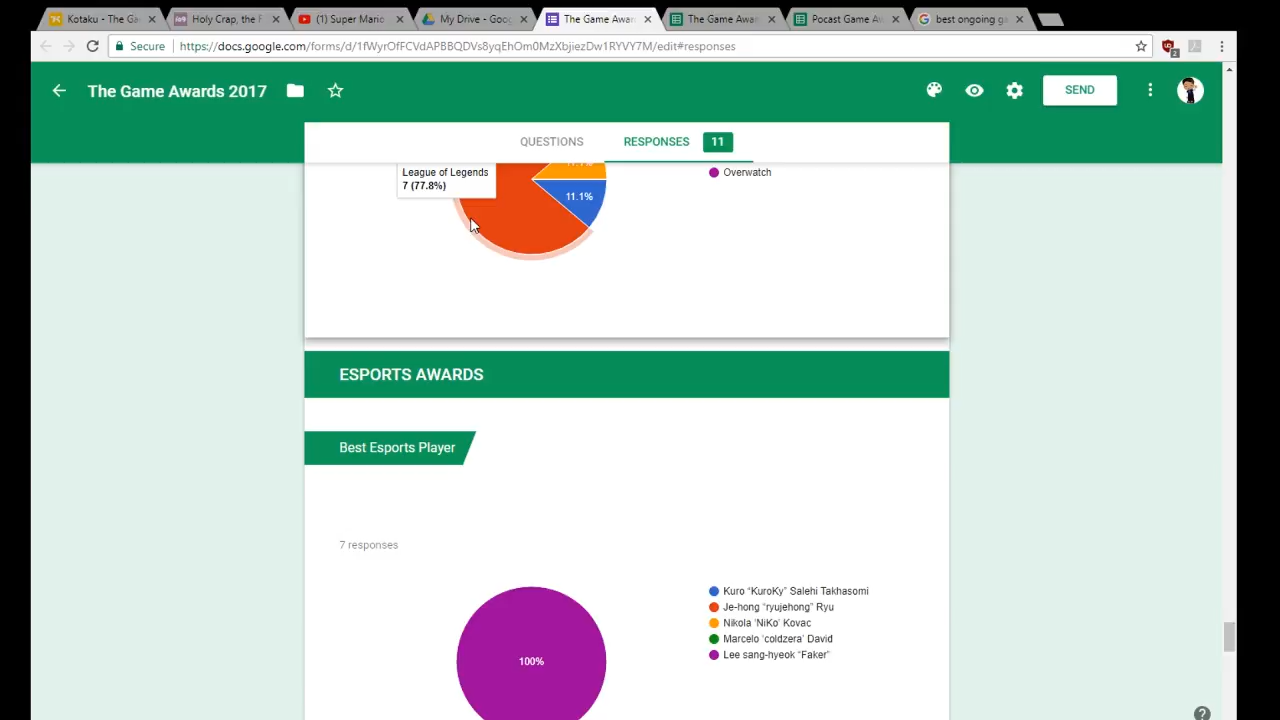 Kotaku - The Ga
Holy Crap, the F
(1) Super Mario
My Drive - Goog
The Game Awar
The Game Awar
Pocast Game Aw
best ongoing ga
Secure
https://docs.google.com/forms/d/1fWyrOfFCVdAPBBQDVs8yqEhOm0MzXbjiezDw1RYVY7M/edit#responses
The Game Awards 2017
SEND
QUESTIONS
RESPONSES
11
League of Legends
7 (77.8%)
11.1%
Overwatch
ESPORTS AWARDS
Best Esports Player
7 responses
100%
Kuro “KuroKy” Salehi Takhasomi
Je-hong “ryujehong” Ryu
Nikola ‘NiKo’ Kovac
Marcelo ‘coldzera’ David
Lee sang-hyeok “Faker”